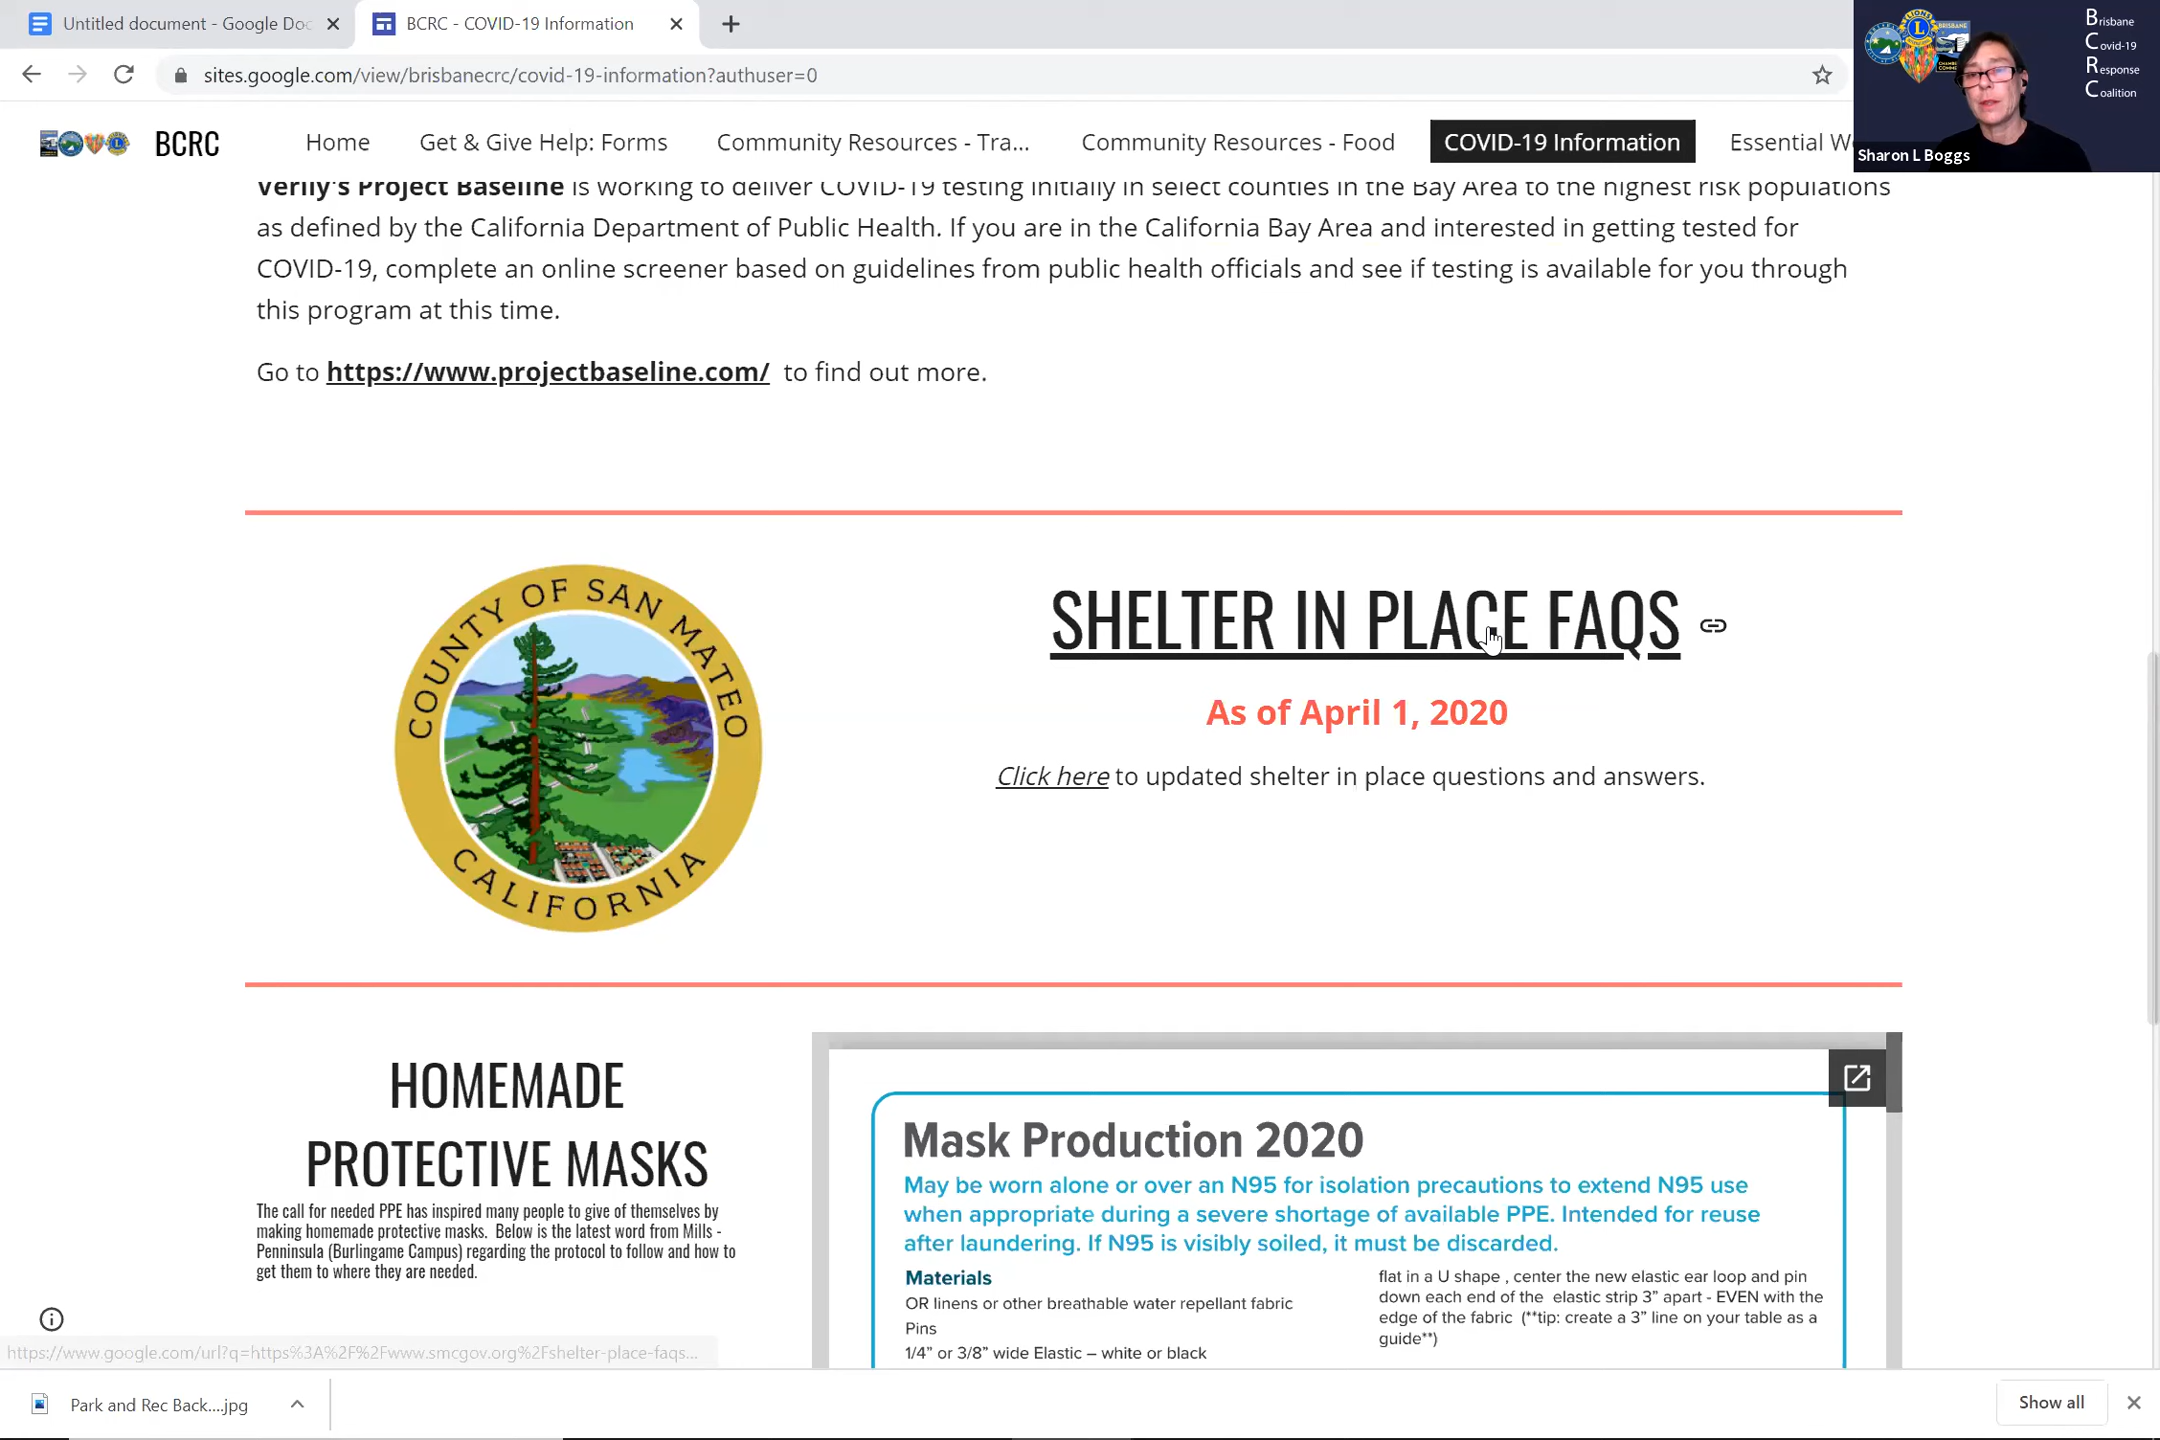 Untitled document - Google Doc
BCRC - COVID-19 Information
sites.google.com/view/brisbanecrc/covid-19-information?authuser=0
Brisbane
Covid-19
Response
Coalition
Sharon L Boggs
BCRC
Home
Get & Give Help: Forms
Community Resources - Tra...
Community Resources - Food
COVID-19 Information
Essential W
Verily's Project Baseline is working to deliver COVID-19 testing initially in select counties in the Bay Area to the highest risk populations
as defined by the California Department of Public Health. If you are in the California Bay Area and interested in getting tested for
COVID-19, complete an online screener based on guidelines from public health officials and see if testing is available for you through
this program at this time.
Go to https://www.projectbaseline.com/ to find out more.
COUNTY OF SAN MATEO
CALIFORNIA
SHELTER IN PLACE FAQS
As of April 1, 2020
Click here to updated shelter in place questions and answers.
HOMEMADE
PROTECTIVE MASKS
The call for needed PPE has inspired many people to give of themselves by
making homemade protective masks. Below is the latest word from Mills -
Penninsula (Burlingame Campus) regarding the protocol to follow and how to
get them to where they are needed.
Mask Production 2020
May be worn alone or over an N95 for isolation precautions to extend N95 use
when appropriate during a severe shortage of available PPE. Intended for reuse
after laundering. If N95 is visibly soiled, it must be discarded.
Materials
OR linens or other breathable water repellant fabric
Pins
1/4” or 3/8” wide Elastic – white or black
flat in a U shape , center the new elastic ear loop and pin
down each end of the elastic strip 3” apart - EVEN with the
edge of the fabric (**tip: create a 3” line on your table as a
guide**)
https://www.google.com/url?q=https%3A%2F%2Fwww.smcgov.org%2Fshelter-place-faqs...
Park and Rec Back....jpg
Show all